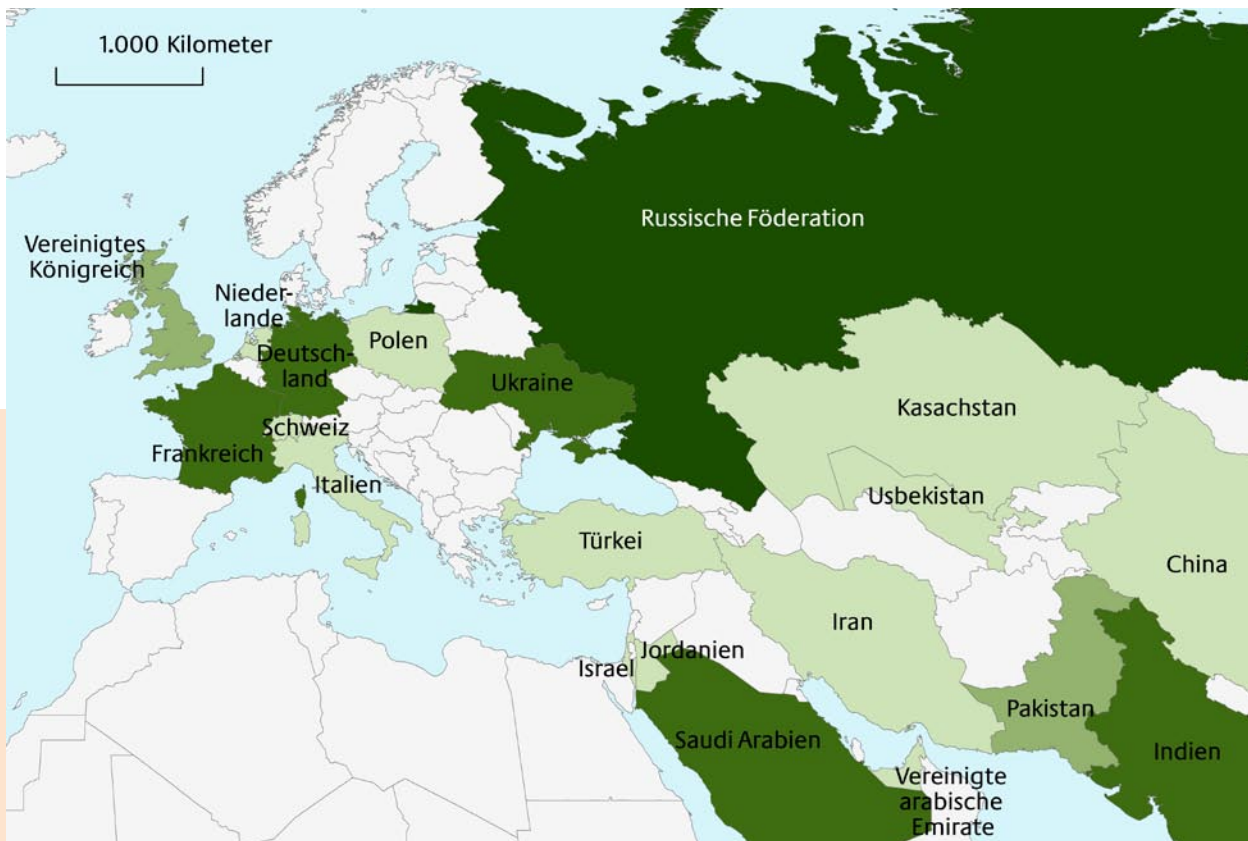 1.000 Kilometer
Russische Föderation
Vereinigtes
Königreich
Nieder-
lande
Polen
Deutsch-
land
Ukraine
Kasachstan
Schweiz
Frankreich
Italien
Usbekistan
Türkei
China
Iran
Jordanien
Israel
Pakistan
Saudi Arabien
Indien
Vereinigte
arabische
Emirate